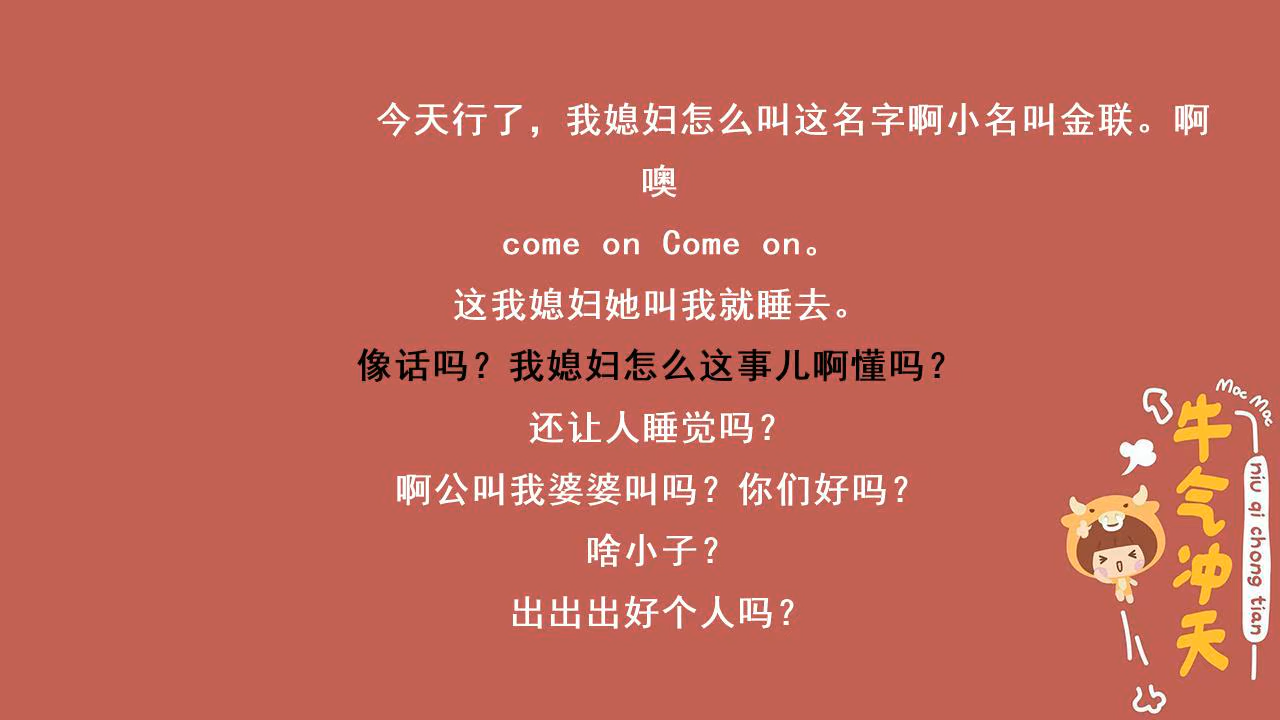 今天行了，我媳妇怎么叫这名字啊小名叫金联。啊
噢
come on Come on。
这我媳妇她叫我就睡去。
像话吗？我媳妇怎么这事儿啊懂吗？
还让人睡觉吗？
啊公叫我婆婆叫吗？你们好吗？
啥小子？
出出出好个人吗？
Moc Moc
牛气冲天
niu qi chong tian